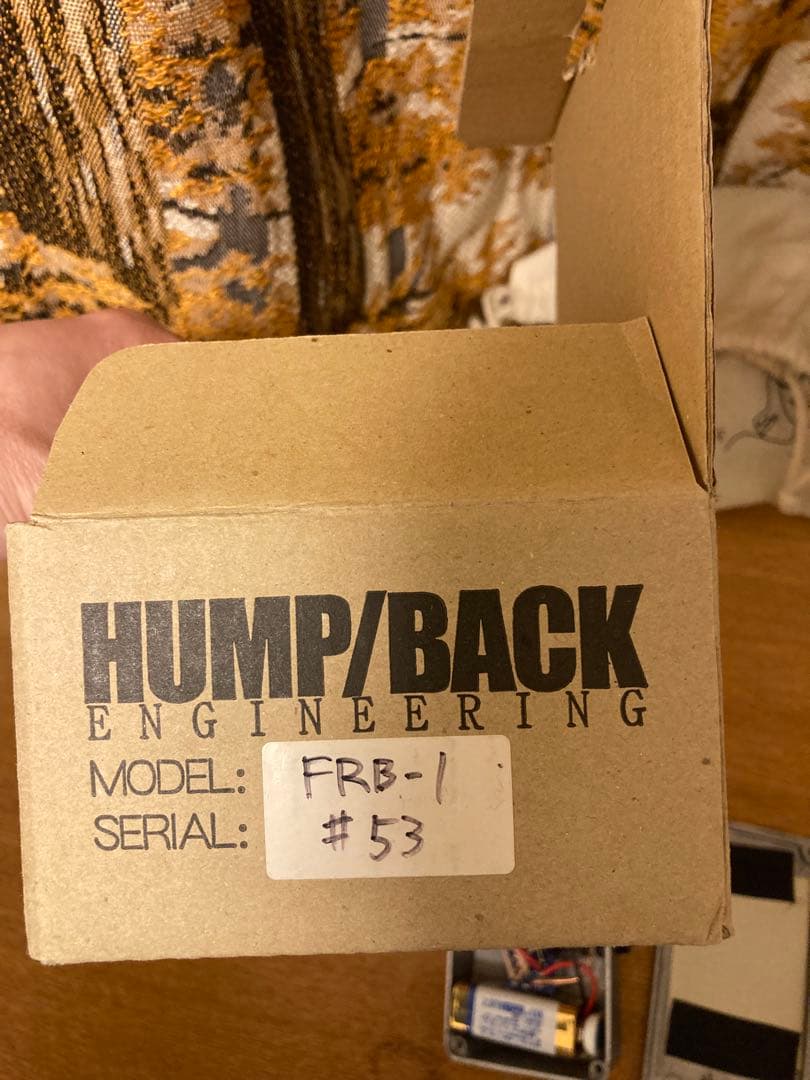 HUMP/BACK
ENGINEERING
MODEL: FRB-1
SERIAL: #53